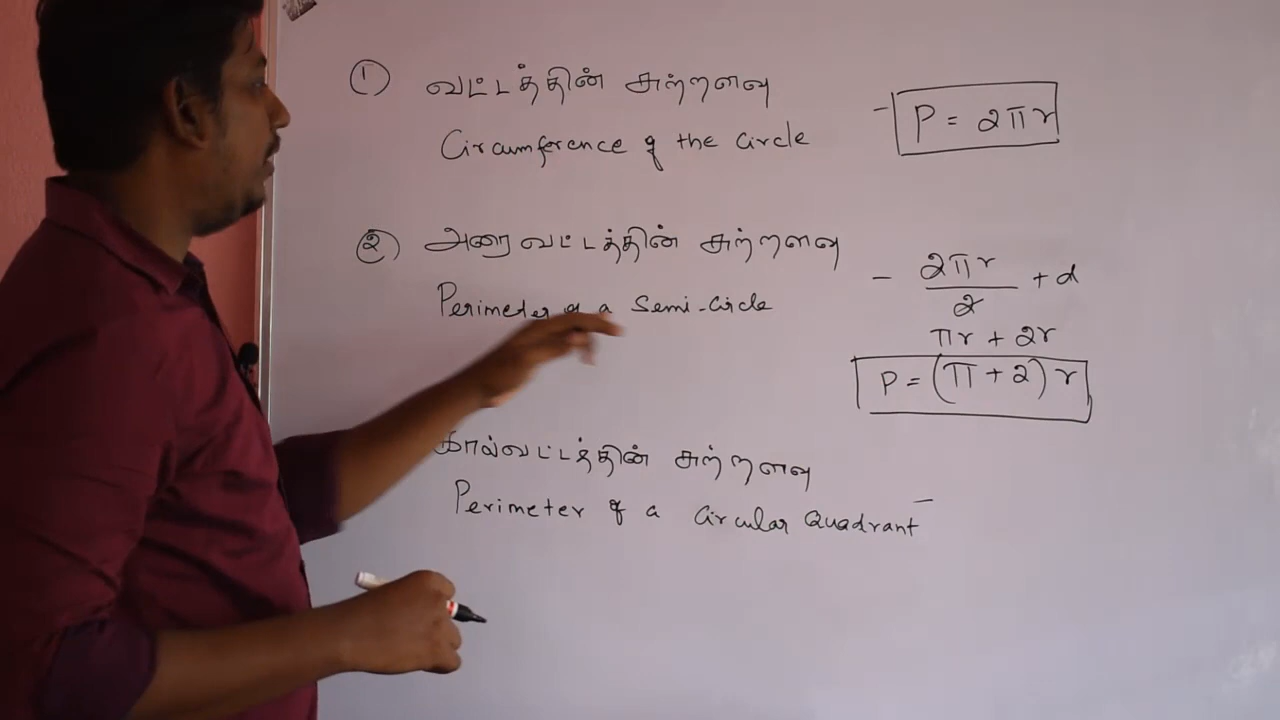 ① வட்டத்தின் சுற்றளவு
Circumference of the Circle
- P = 2πr
② அரைவட்டத்தின் சுற்றளவு
Perimeter of a Semi-Circle
- 2πr/2 + d
πr + 2r
P = (π + 2) r
கால்வட்டத்தின் சுற்றளவு
Perimeter of a Circular Quadrant -